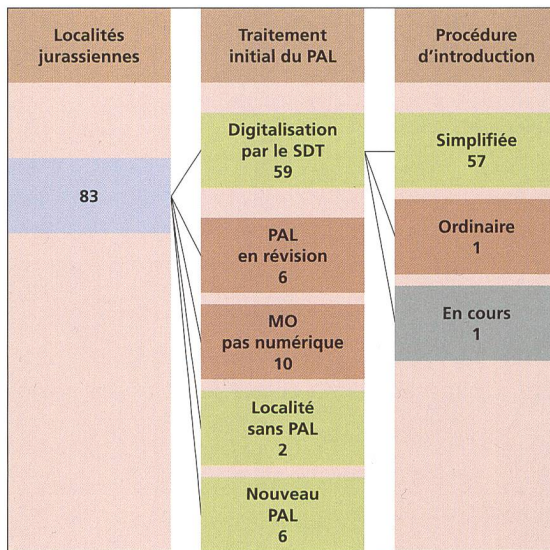 Localités
jurassiennes
83
Traitement
initial du PAL
Digitalisation
par le SDT
59
PAL
en révision
6
MO
pas numérique
10
Localité
sans PAL
2
Nouveau
PAL
6
Procédure
d'introduction
Simplifiée
57
Ordinaire
1
En cours
1